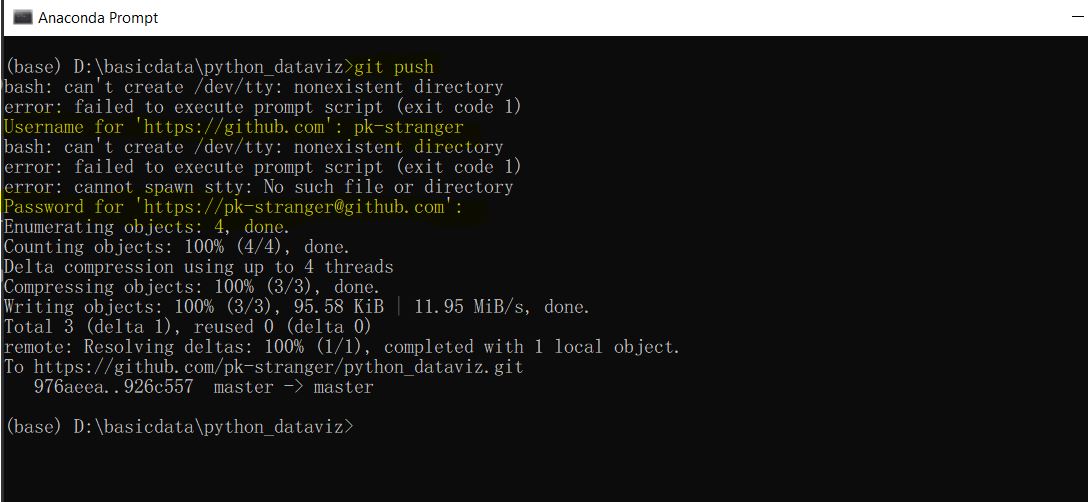 Anaconda Prompt
(base) D:\basicdata\python_dataviz>git push
bash: can't create /dev/tty: nonexistent directory
error: failed to execute prompt script (exit code 1)
Username for 'https://github.com': pk-stranger
bash: can't create /dev/tty: nonexistent directory
error: failed to execute prompt script (exit code 1)
error: cannot spawn stty: No such file or directory
Password for 'https://pk-stranger@github.com':
Enumerating objects: 4, done.
Counting objects: 100% (4/4), done.
Delta compression using up to 4 threads
Compressing objects: 100% (3/3), done.
Writing objects: 100% (3/3), 95.58 KiB | 11.95 MiB/s, done.
Total 3 (delta 1), reused 0 (delta 0)
remote: Resolving deltas: 100% (1/1), completed with 1 local object.
To https://github.com/pk-stranger/python_dataviz.git
976aeea..926c557 master -> master
(base) D:\basicdata\python_dataviz>